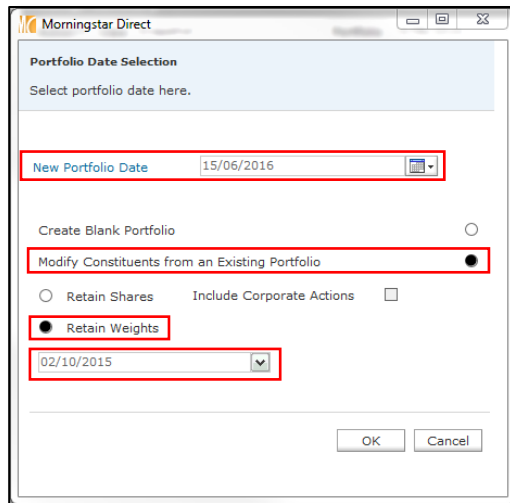 Morningstar Direct
Portfolio Date Selection
Select portfolio date here.
New Portfolio Date 15/06/2016
Create Blank Portfolio
Modify Constituents from an Existing Portfolio
Retain Shares Include Corporate Actions
Retain Weights
02/10/2015
OK Cancel